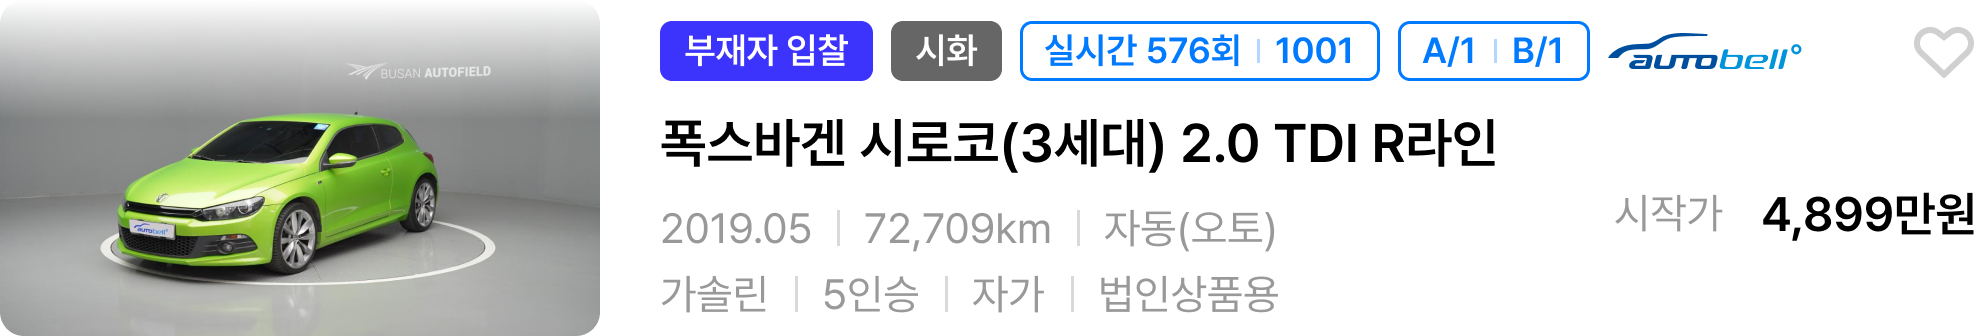 BUSAN AUTOFIELD
autobell
부재자 입찰 시화 실시간 576회 1001 A/1 B/1 autobell
폭스바겐 시로코(3세대) 2.0 TDI R라인
2019.05 72,709km 자동(오토)
시작가 4,899만원
가솔린 5인승 자가 법인상품용